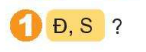 1 Đ, S ?